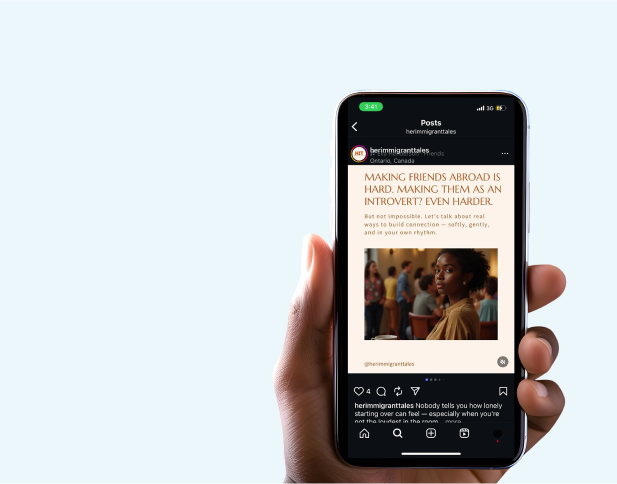 3:41
3G
Posts
herimmigranttales
HIT
herimmigranttales
Ontario, Canada
MAKING FRIENDS ABROAD IS
HARD. MAKING THEM AS AN
INTROVERT? EVEN HARDER.
But not impossible. Let's talk about real
ways to build connection — softly, gently,
and in your own rhythm.
@herimmigranttales
4
herimmigranttales Nobody tells you how lonely
starting over can feel — especially when you're
not the loudest in the room... more